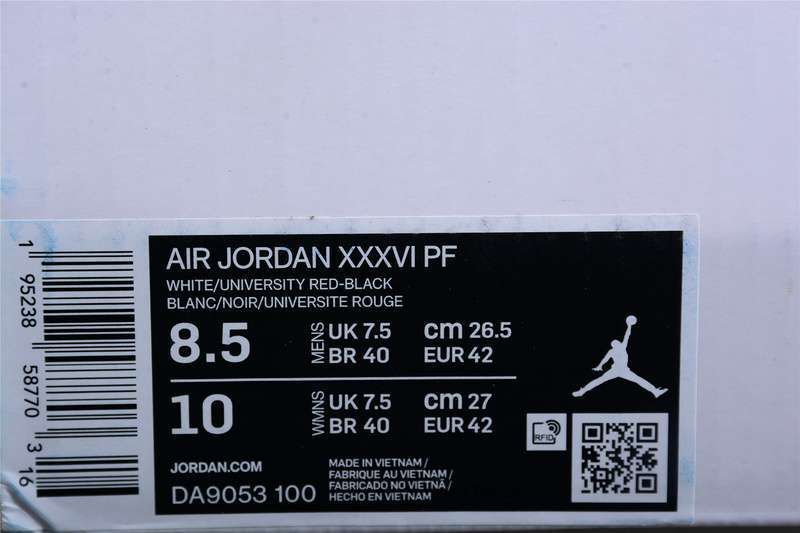 AIR JORDAN XXXVI PF
WHITE/UNIVERSITY RED-BLACK
BLANC/NOIR/UNIVERSITE ROUGE
8.5 MENS UK 7.5 cm 26.5
BR 40 EUR 42
10 WMNS UK 7.5 cm 27
BR 40 EUR 42
RFID
JORDAN.COM
DA9053 100
MADE IN VIETNAM /
FABRIQUE AU VIETNAM /
FABRICADO NO VIETNÃ /
HECHO EN VIETNAM
1 95238 58770 3 16